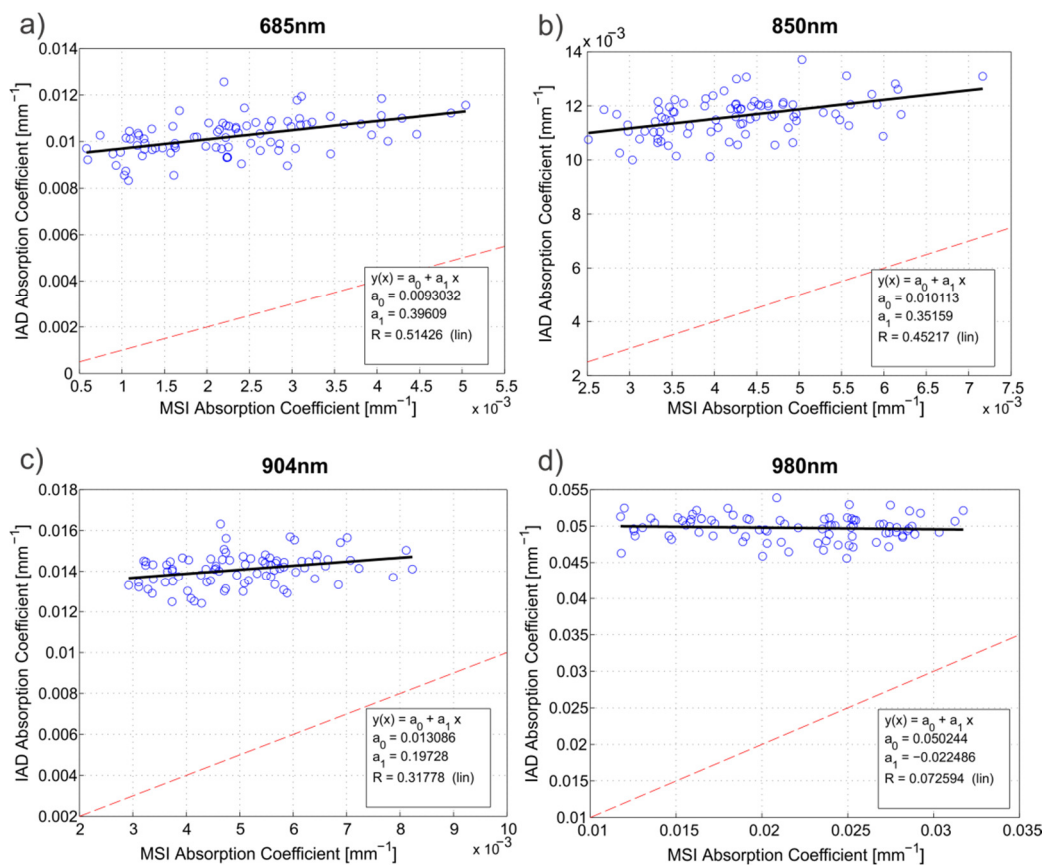 a)
685nm
0.014
0.012
0.01
0.008
0.006
0.004
0.002
0
IAD Absorption Coefficient [mm⁻¹]
0.5 1 1.5 2 2.5 3 3.5 4 4.5 5 5.5
MSI Absorption Coefficient [mm⁻¹]
x 10⁻³
y(x) = a₀ + a₁ x
a₀ = 0.0093032
a₁ = 0.39609
R = 0.51426 (lin)
b)
850nm
x 10⁻³
14
12
10
8
6
4
2
IAD Absorption Coefficient [mm⁻¹]
2.5 3 3.5 4 4.5 5 5.5 6 6.5 7 7.5
MSI Absorption Coefficient [mm⁻¹]
x 10⁻³
y(x) = a₀ + a₁ x
a₀ = 0.010113
a₁ = 0.35159
R = 0.45217 (lin)
c)
904nm
0.018
0.016
0.014
0.012
0.01
0.008
0.006
0.004
0.002
IAD Absorption Coefficient [mm⁻¹]
2 3 4 5 6 7 8 9 10
MSI Absorption Coefficient [mm⁻¹]
x 10⁻³
y(x) = a₀ + a₁ x
a₀ = 0.013086
a₁ = 0.19728
R = 0.31778 (lin)
d)
980nm
0.055
0.05
0.045
0.04
0.035
0.03
0.025
0.02
0.015
0.01
IAD Absorption Coefficient [mm⁻¹]
0.01 0.015 0.02 0.025 0.03 0.035
MSI Absorption Coefficient [mm⁻¹]
y(x) = a₀ + a₁ x
a₀ = 0.050244
a₁ = −0.022486
R = 0.072594 (lin)